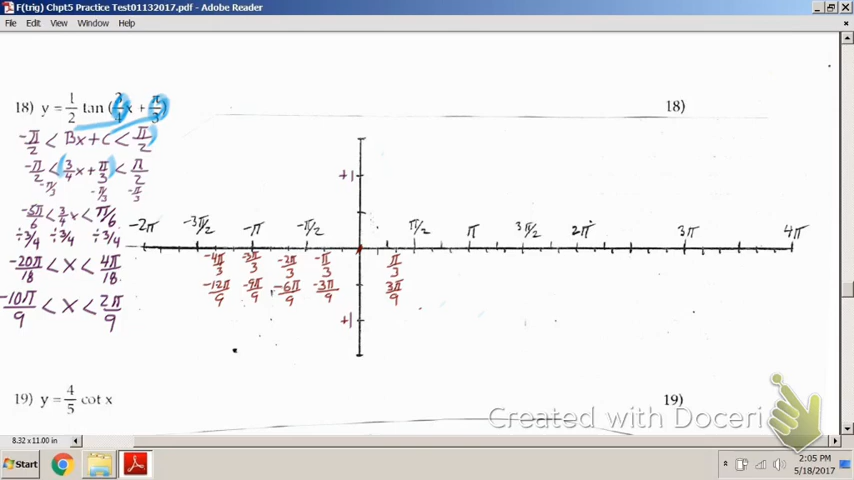 F(trig) Chpt5 Practice Test01132017.pdf - Adobe Reader
File Edit View Window Help
18) y = 1/2 tan (3/4 x + π/3) 18)
-π/2 < Bx+C < π/2
-π/2 < (3/4 x + π/3) < π/2
-π/3 -π/3 -π/3
-5π/6 < 3/4 x < π/6
÷3/4 ÷3/4 ÷3/4
-20π/18 < x < 4π/18
-10π/9 < x < 2π/9
+1
-2π -3π/2 -π -π/2 π/2 π 3π/2 2π 3π 4π
-4π/3 -3π/3 -2π/3 -π/3 π/3
-12π/9 -9π/9 -6π/9 -3π/9 3π/9
+1
19) y = 4/5 cot x 19)
Created with Doceri
8.32 x 11.00 in
Start
2:05 PM
5/18/2017